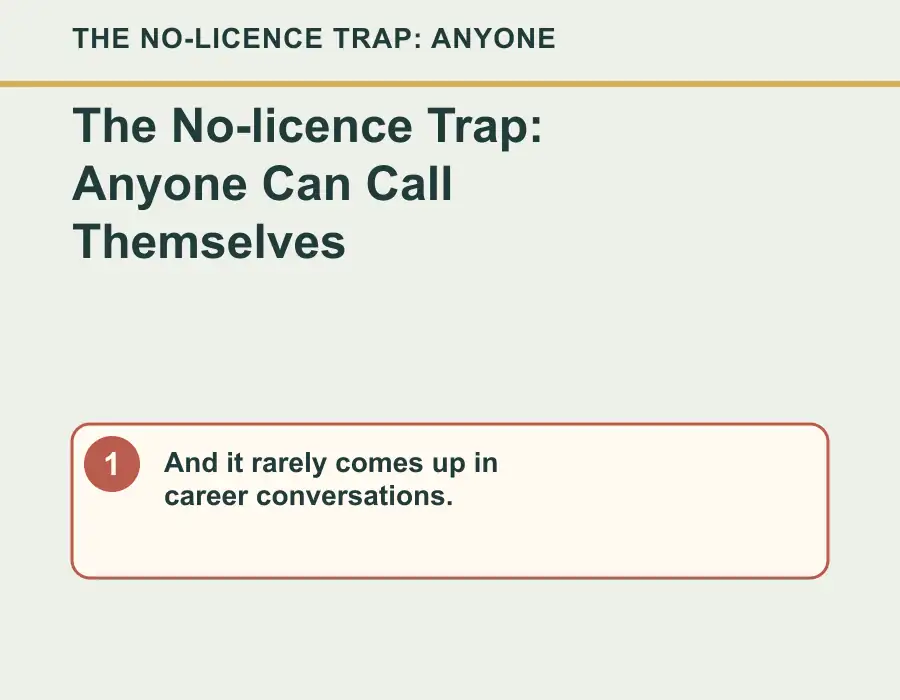 THE NO-LICENCE TRAP: ANYONE
The No-licence Trap:
Anyone Can Call
Themselves
1
And it rarely comes up in
career conversations.